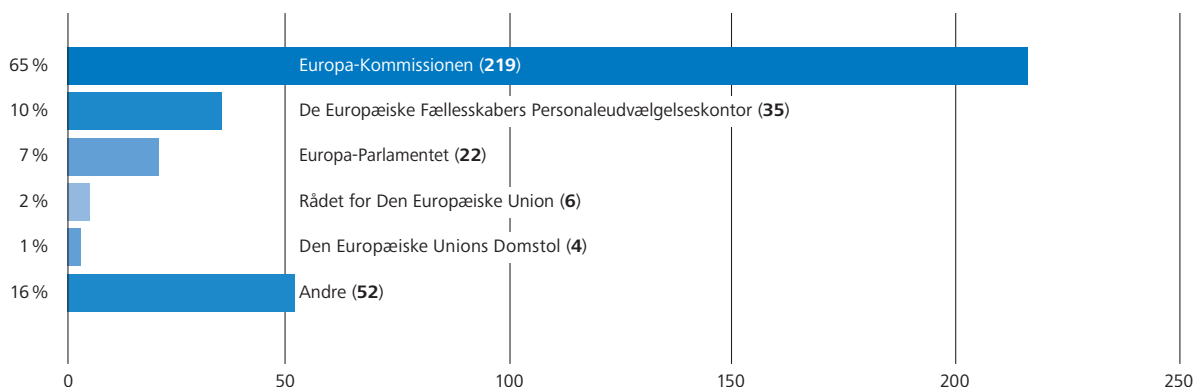 65 % Europa-Kommissionen (219)
10 % De Europæiske Fællesskabers Personaleudvælgelseskontor (35)
7 % Europa-Parlamentet (22)
2 % Rådet for Den Europæiske Union (6)
1 % Den Europæiske Unions Domstol (4)
16 % Andre (52)
0 50 100 150 200 250